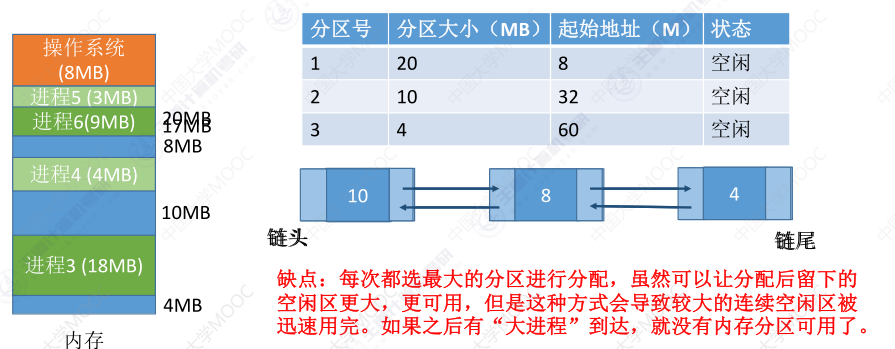 操作系统
(8MB)
进程5 (3MB)
进程6(9MB)
20MB
17MB
8MB
进程4 (4MB)
10MB
进程3 (18MB)
4MB
内存
分区号 分区大小（MB） 起始地址（M） 状态
1 20 8 空闲
2 10 32 空闲
3 4 60 空闲
10 8 4
链头
链尾
缺点：每次都选最大的分区进行分配，虽然可以让分配后留下的
空闲区更大，更可用，但是这种方式会导致较大的连续空闲区被
迅速用完。如果之后有“大进程”到达，就没有内存分区可用了。